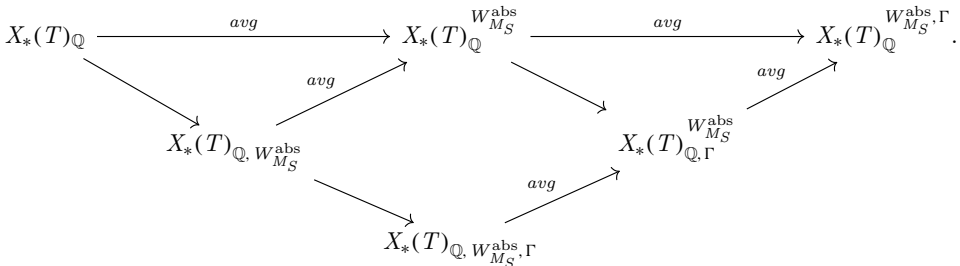 X_*(T)_ℚ avg X_*(T)_ℚ^{W_{M_S}^{abs}} avg X_*(T)_ℚ^{W_{M_S}^{abs}, Γ}.
avg avg
X_*(T)_{ℚ, W_{M_S}^{abs}} X_*(T)_{ℚ, Γ}^{W_{M_S}^{abs}}
avg
X_*(T)_{ℚ, W_{M_S}^{abs}, Γ}